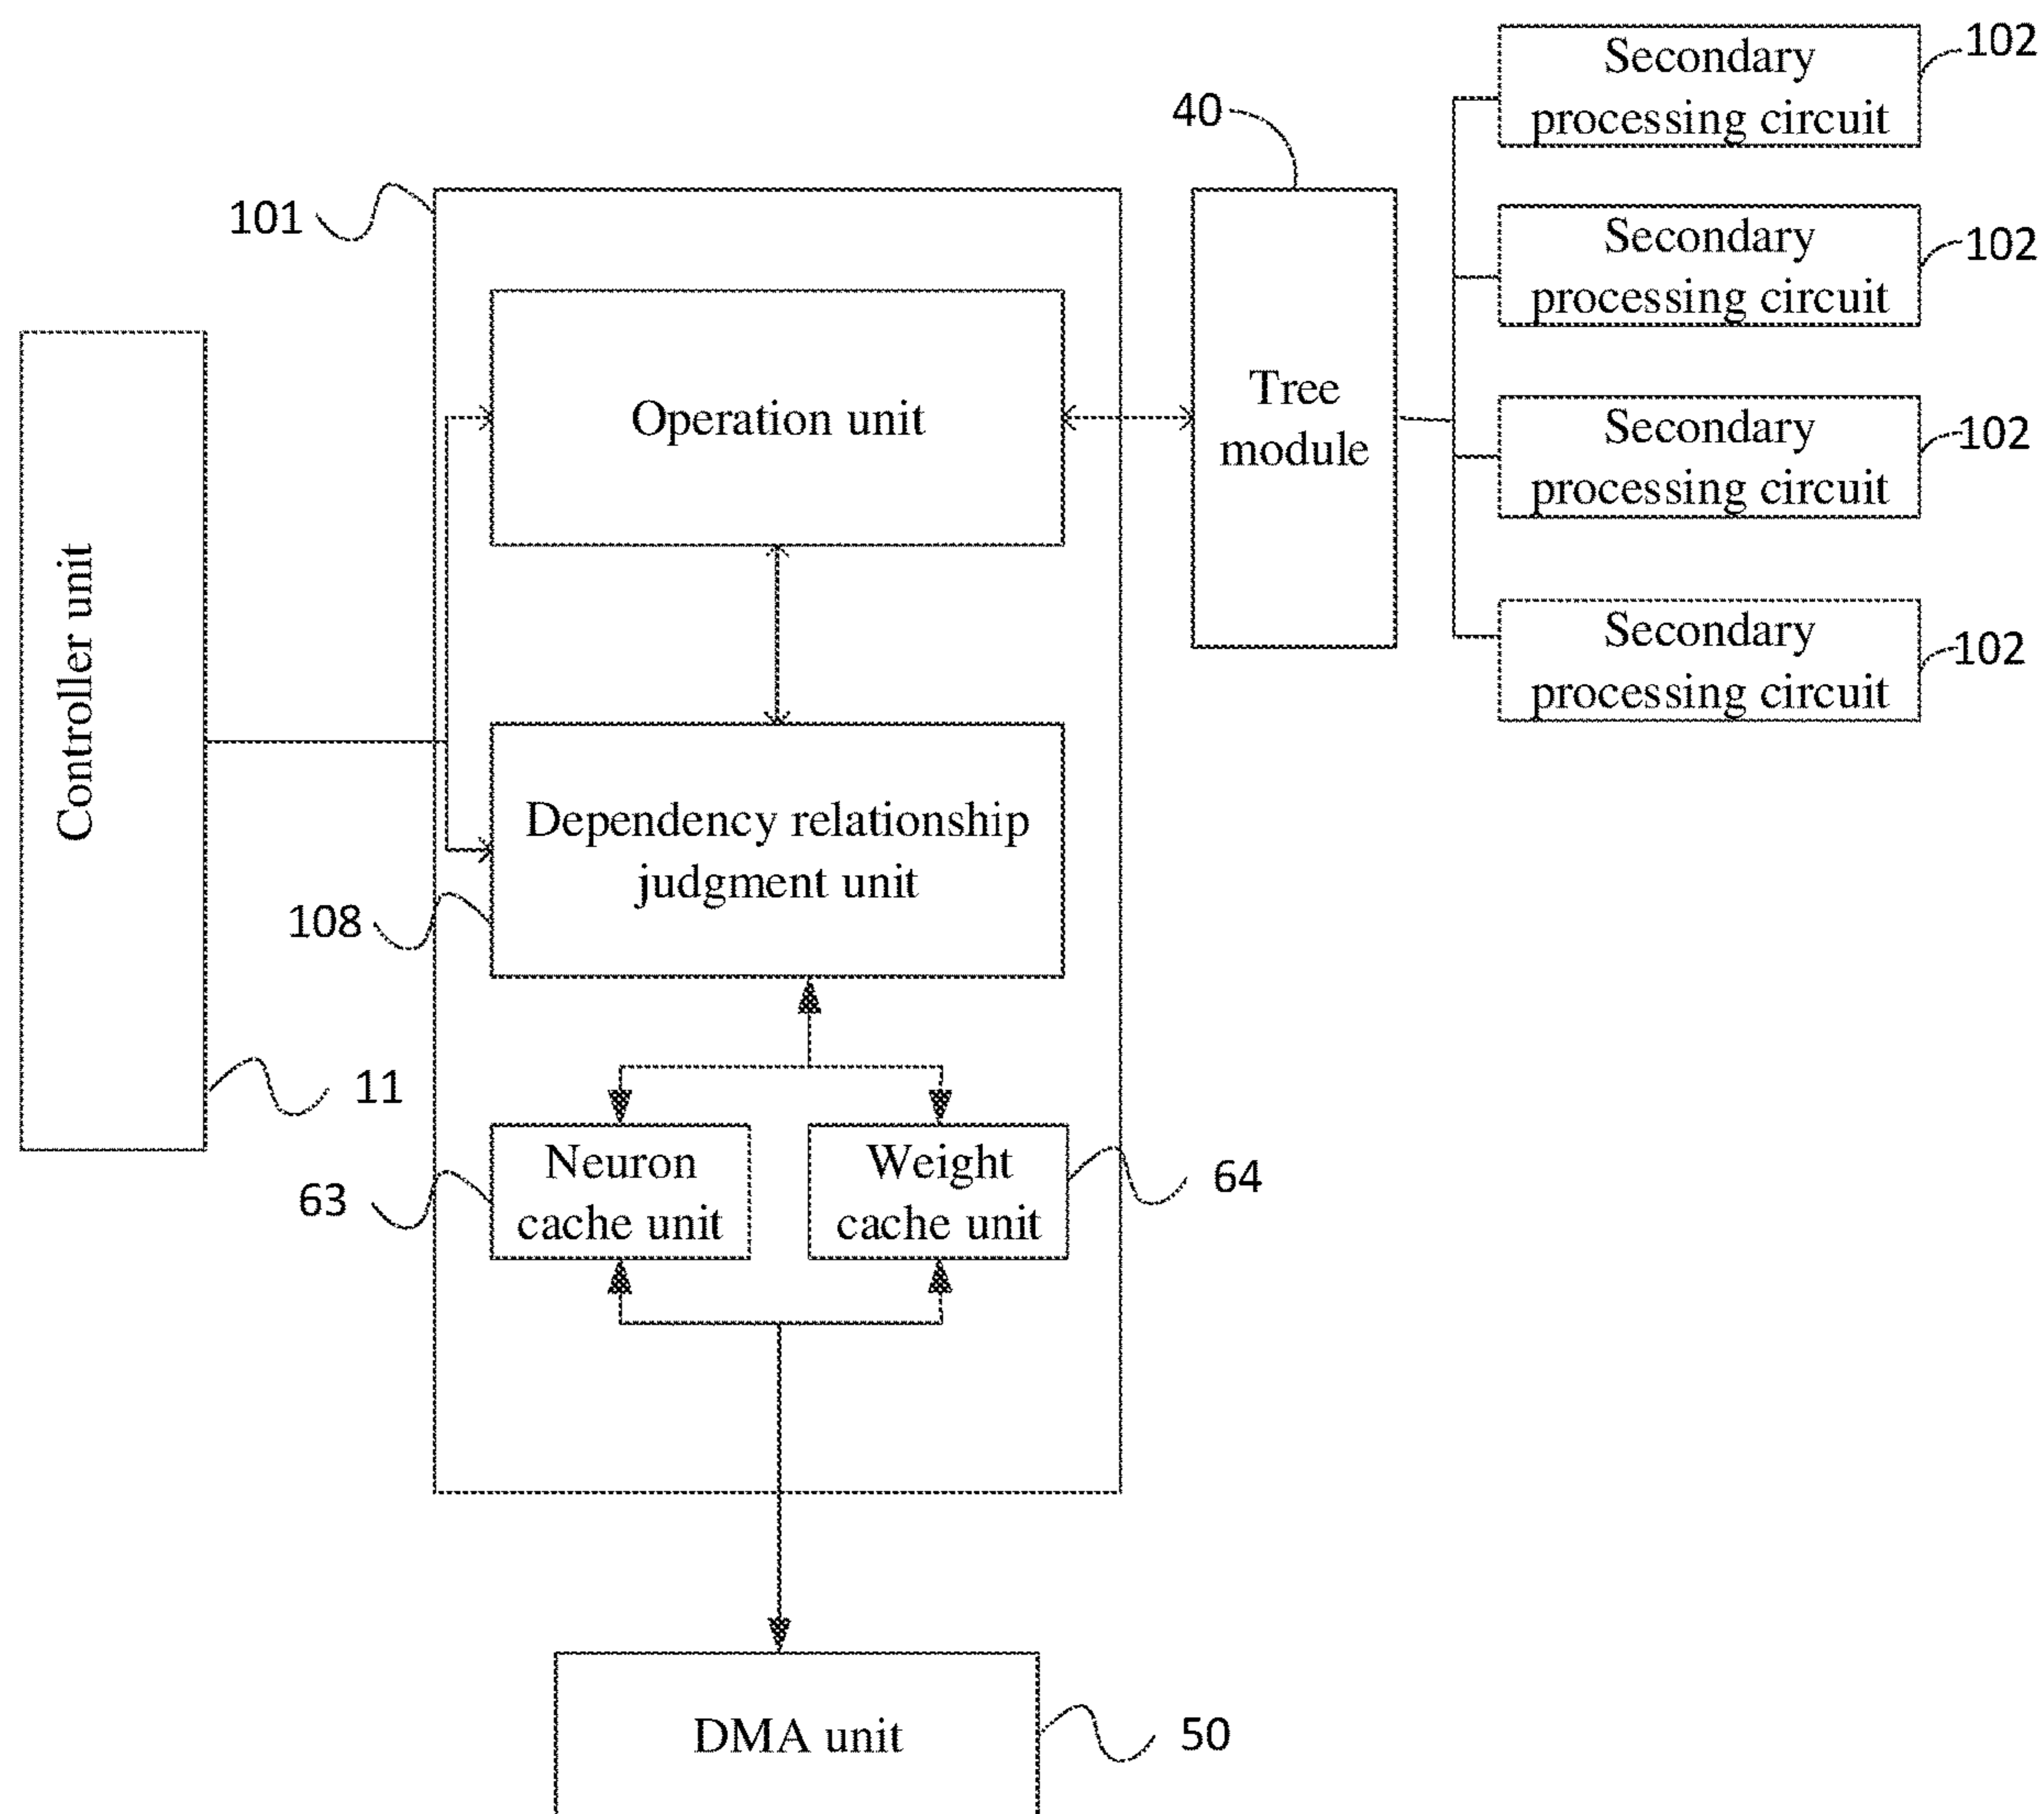 Secondary
processing circuit
102
40
Secondary
processing circuit
102
101
Tree
module
Operation unit
Secondary
processing circuit
102
Secondary
processing circuit
102
Controller unit
Dependency relationship
judgment unit
108
11
Neuron
cache unit
63
Weight
cache unit
64
DMA unit
50